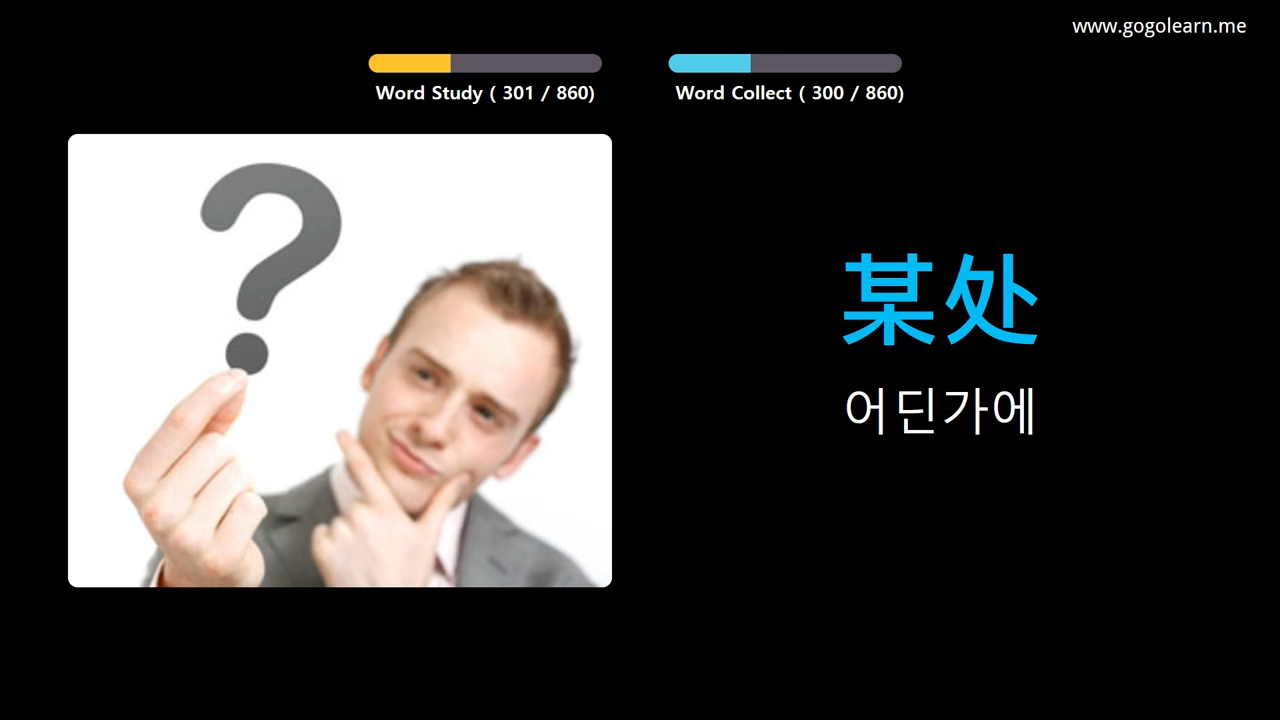 www.gogolearn.me
Word Study ( 301 / 860)
Word Collect ( 300 / 860)
?
某处
어딘가에